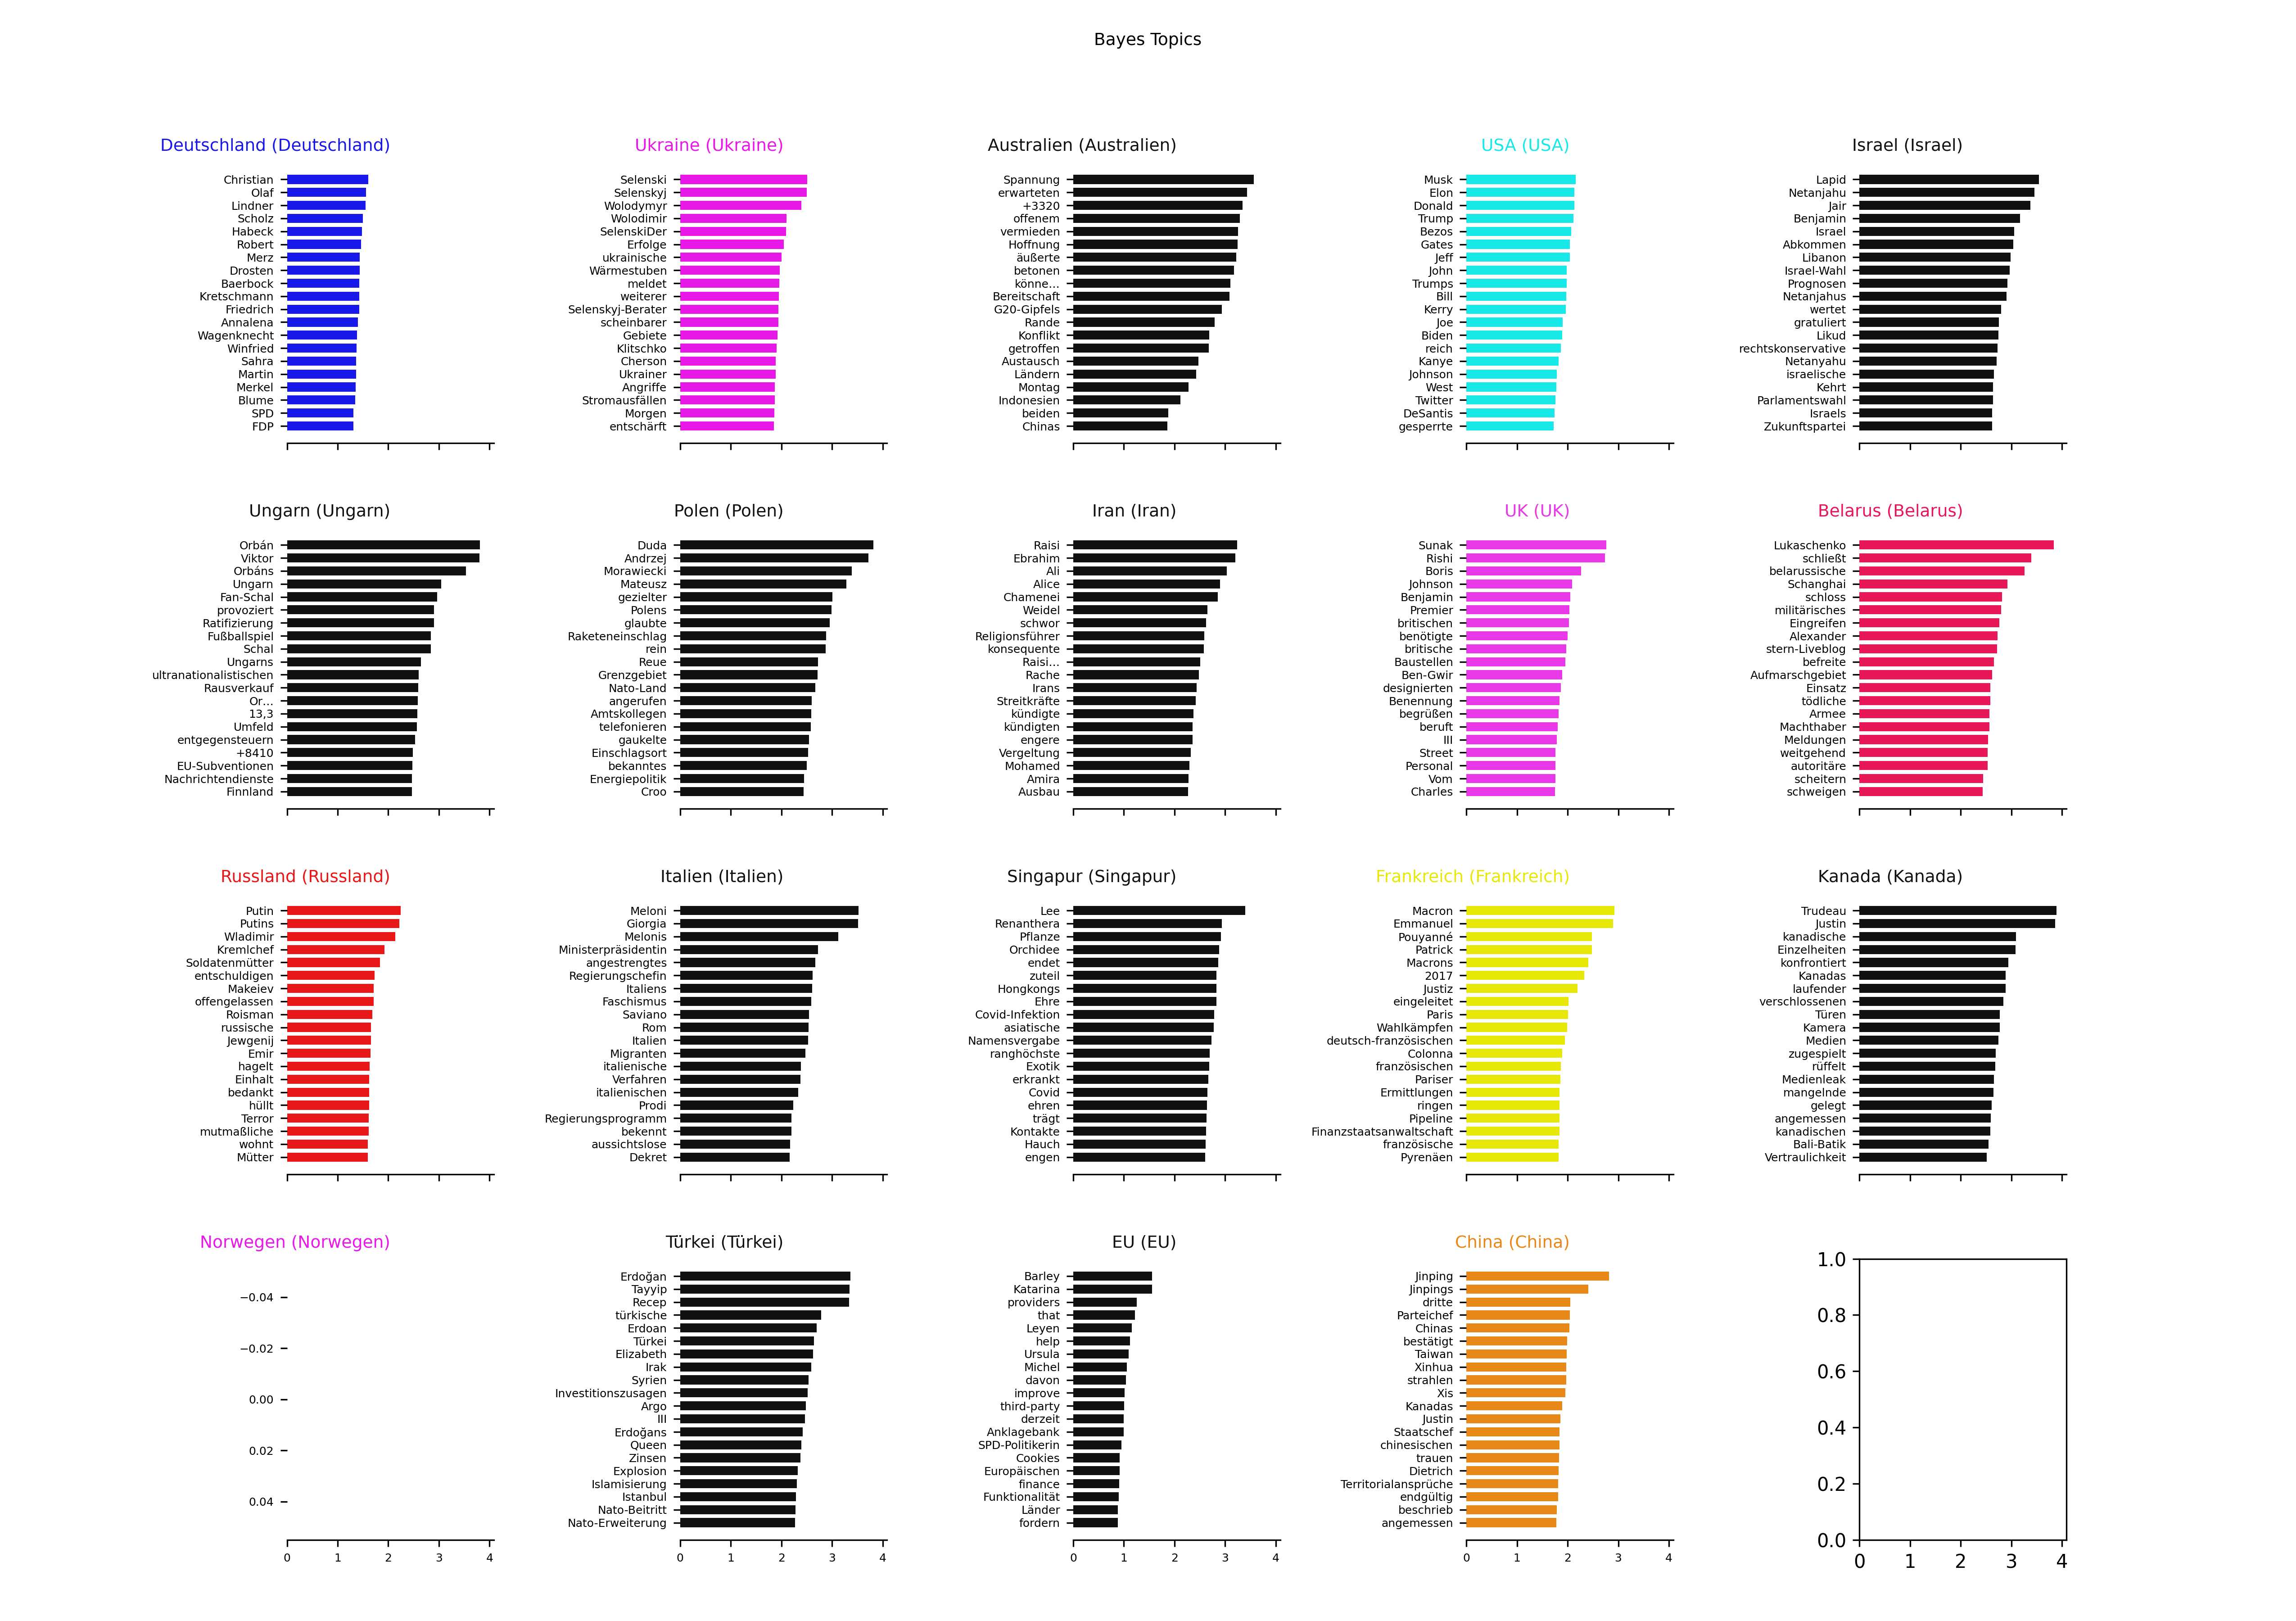 Bayes Topics
Deutschland (Deutschland)
Christian
Olaf
Lindner
Scholz
Habeck
Robert
Merz
Drosten
Baerbock
Kretschmann
Friedrich
Annalena
Wagenknecht
Winfried
Sahra
Martin
Merkel
Blume
SPD
FDP
Ukraine (Ukraine)
Selenski
Selenskyj
Wolodymyr
Wolodimir
SelenskiDer
Erfolge
ukrainische
Wärmestuben
meldet
weiterer
Selenskyj-Berater
scheinbarer
Gebiete
Klitschko
Cherson
Ukrainer
Angriffe
Stromausfällen
Morgen
entschärft
Australien (Australien)
Spannung
erwarteten
+3320
offenem
vermieden
Hoffnung
äußerte
betonen
könne…
Bereitschaft
G20-Gipfels
Rande
Konflikt
getroffen
Austausch
Ländern
Montag
Indonesien
beiden
Chinas
USA (USA)
Musk
Elon
Donald
Trump
Bezos
Gates
Jeff
John
Trumps
Bill
Kerry
Joe
Biden
reich
Kanye
Johnson
West
Twitter
DeSantis
gesperrte
Israel (Israel)
Lapid
Netanjahu
Jair
Benjamin
Israel
Abkommen
Libanon
Israel-Wahl
Prognosen
Netanjahus
wertet
gratuliert
Likud
rechtskonservative
Netanyahu
israelische
Kehrt
Parlamentswahl
Israels
Zukunftspartei
Ungarn (Ungarn)
Orbán
Viktor
Orbáns
Ungarn
Fan-Schal
provoziert
Ratifizierung
Fußballspiel
Schal
Ungarns
ultranationalistischen
Rausverkauf
Or…
13,3
Umfeld
entgegensteuern
+8410
EU-Subventionen
Nachrichtendienste
Finnland
Polen (Polen)
Duda
Andrzej
Morawiecki
Mateusz
gezielter
Polens
glaubte
Raketeneinschlag
rein
Reue
Grenzgebiet
Nato-Land
angerufen
Amtskollegen
telefonieren
gaukelte
Einschlagsort
bekanntes
Energiepolitik
Croo
Iran (Iran)
Raisi
Ebrahim
Ali
Alice
Chamenei
Weidel
schwor
Religionsführer
konsequente
Raisi…
Rache
Irans
Streitkräfte
kündigte
kündigten
engere
Vergeltung
Mohamed
Amira
Ausbau
UK (UK)
Sunak
Rishi
Boris
Johnson
Benjamin
Premier
britischen
benötigte
britische
Baustellen
Ben-Gwir
designierten
Benennung
begrüßen
beruft
III
Street
Personal
Vom
Charles
Belarus (Belarus)
Lukaschenko
schließt
belarussische
Schanghai
schloss
militärisches
Eingreifen
Alexander
stern-Liveblog
befreite
Aufmarschgebiet
Einsatz
tödliche
Armee
Machthaber
Meldungen
weitgehend
autoritäre
scheitern
schweigen
Russland (Russland)
Putin
Putins
Wladimir
Kremlchef
Soldatenmütter
entschuldigen
Makeiev
offengelassen
Roisman
russische
Jewgenij
Emir
hagelt
Einhalt
bedankt
hüllt
Terror
mutmaßliche
wohnt
Mütter
Italien (Italien)
Meloni
Giorgia
Melonis
Ministerpräsidentin
angestrengtes
Regierungschefin
Italiens
Faschismus
Saviano
Rom
Italien
Migranten
italienische
Verfahren
italienischen
Prodi
Regierungsprogramm
bekennt
aussichtslose
Dekret
Singapur (Singapur)
Lee
Renanthera
Pflanze
Orchidee
endet
zuteil
Hongkongs
Ehre
Covid-Infektion
asiatische
Namensvergabe
ranghöchste
Exotik
erkrankt
Covid
ehren
trägt
Kontakte
Hauch
engen
Frankreich (Frankreich)
Macron
Emmanuel
Pouyanné
Patrick
Macrons
2017
Justiz
eingeleitet
Paris
Wahlkämpfen
deutsch-französischen
Colonna
französischen
Pariser
Ermittlungen
ringen
Pipeline
Finanzstaatsanwaltschaft
französische
Pyrenäen
Kanada (Kanada)
Trudeau
Justin
kanadische
Einzelheiten
konfrontiert
Kanadas
laufender
verschlossenen
Türen
Kamera
Medien
zugespielt
rüffelt
Medienleak
mangelnde
gelegt
angemessen
kanadischen
Bali-Batik
Vertraulichkeit
Norwegen (Norwegen)
−0.04
−0.02
0.00
0.02
0.04
0 1 2 3 4
Türkei (Türkei)
Erdoğan
Tayyip
Recep
türkische
Erdoan
Türkei
Elizabeth
Irak
Syrien
Investitionszusagen
Argo
III
Erdoğans
Queen
Zinsen
Explosion
Islamisierung
Istanbul
Nato-Beitritt
Nato-Erweiterung
0 1 2 3 4
EU (EU)
Barley
Katarina
providers
that
Leyen
help
Ursula
Michel
davon
improve
third-party
derzeit
Anklagebank
SPD-Politikerin
Cookies
Europäischen
finance
Funktionalität
Länder
fordern
0 1 2 3 4
China (China)
Jinping
Jinpings
dritte
Parteichef
Chinas
bestätigt
Taiwan
Xinhua
strahlen
Xis
Kanadas
Justin
Staatschef
chinesischen
trauen
Dietrich
Territorialansprüche
endgültig
beschrieb
angemessen
0 1 2 3 4
1.0
0.8
0.6
0.4
0.2
0.0
0 1 2 3 4